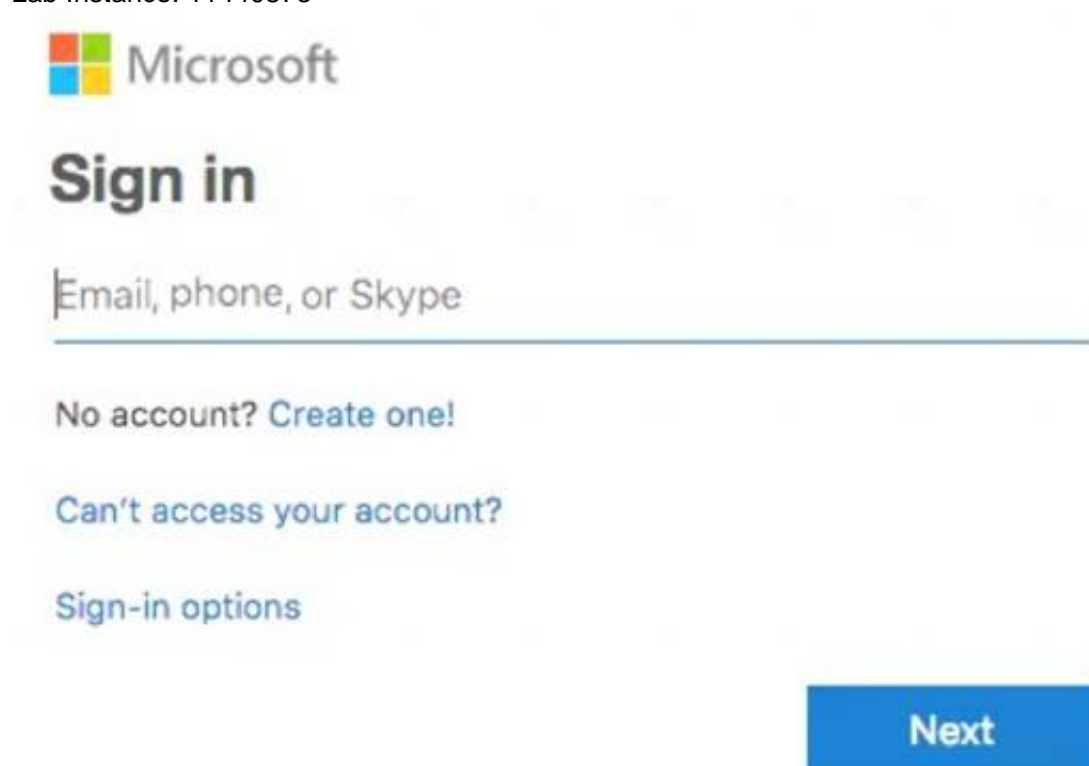 Microsoft
Sign in
Email, phone, or Skype
No account? Create one!
Can't access your account?
Sign-in options
Next